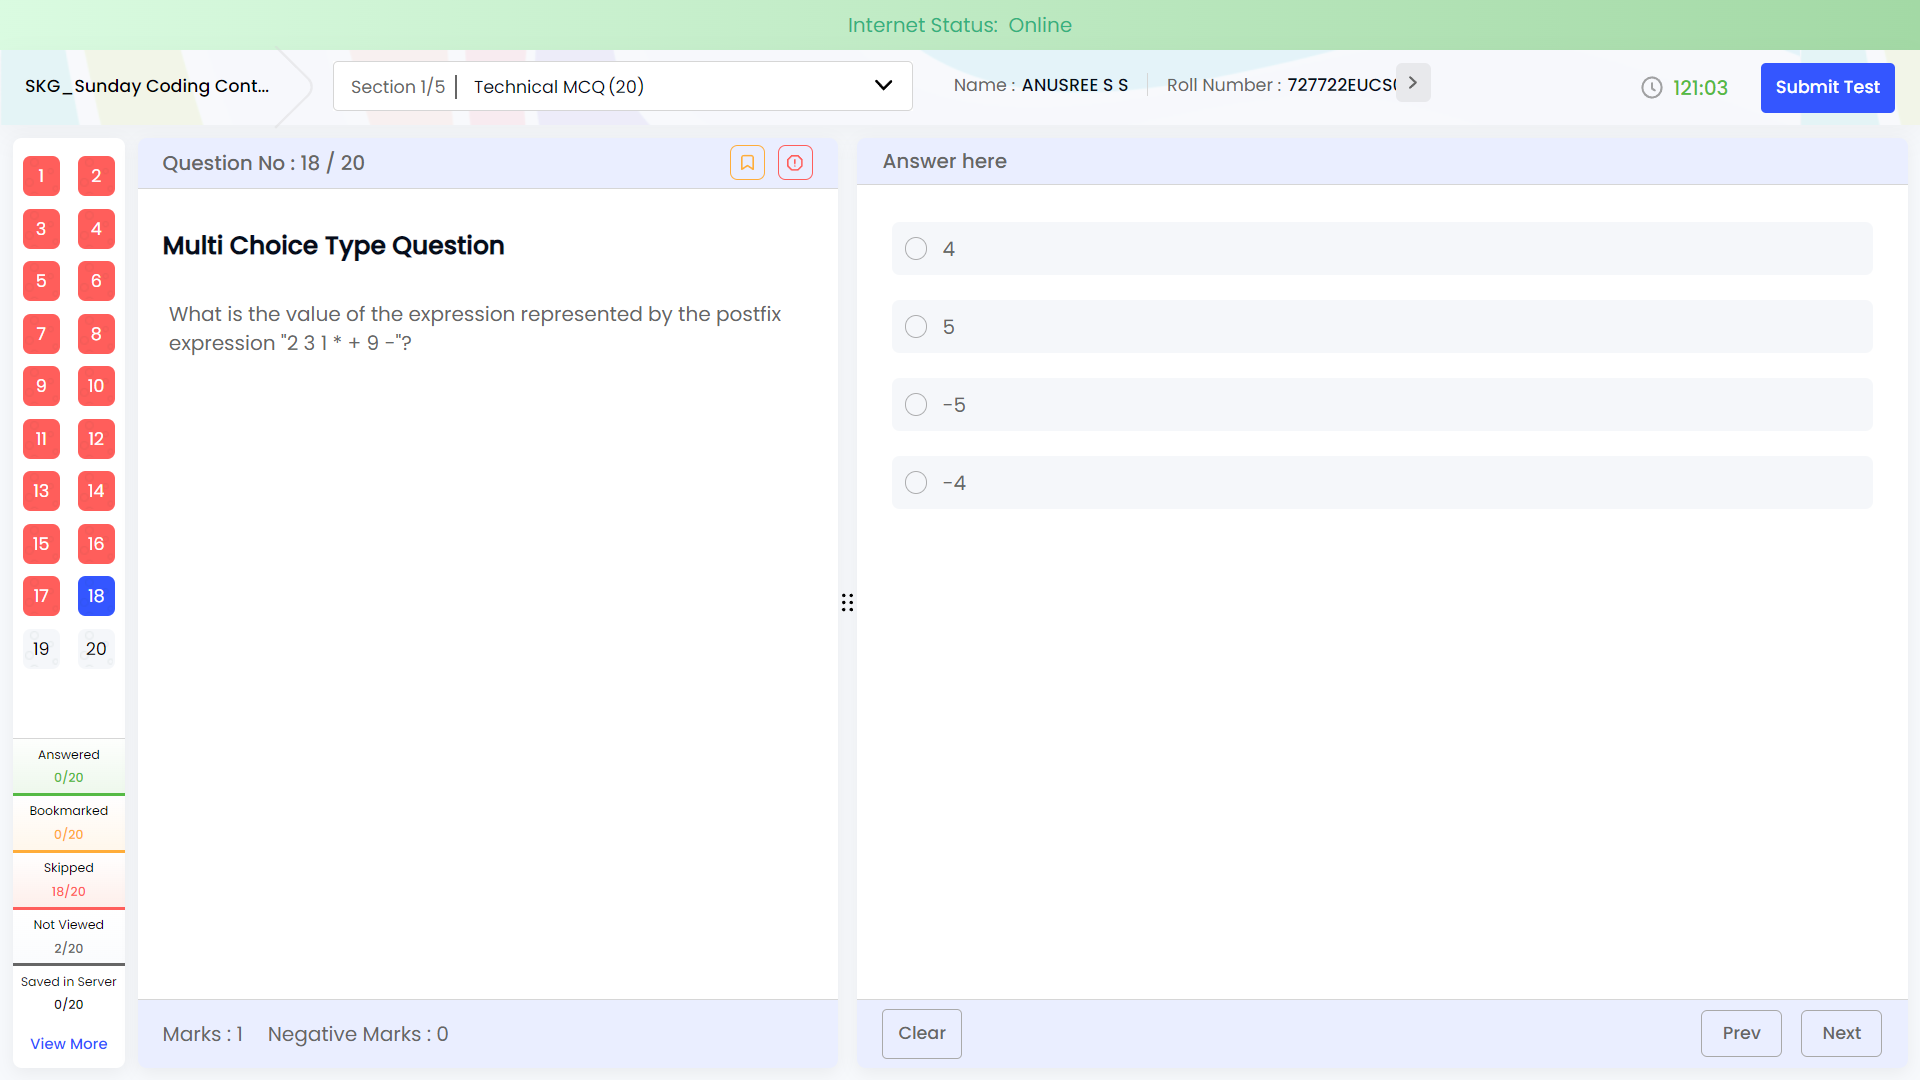 Internet Status: Online
SKG_Sunday Coding Cont...
Section 1/5 | Technical MCQ (20)
Name : ANUSREE S S
Roll Number : 727722EUCS
121:03
Submit Test
1 2
3 4
5 6
7 8
9 10
11 12
13 14
15 16
17 18
19 20
Answered
0/20
Bookmarked
0/20
Skipped
18/20
Not Viewed
2/20
Saved in Server
0/20
View More
Question No : 18 / 20
Multi Choice Type Question
What is the value of the expression represented by the postfix
expression "2 3 1 * + 9 -"?
Marks : 1 Negative Marks : 0
Answer here
4
5
-5
-4
Clear
Prev
Next